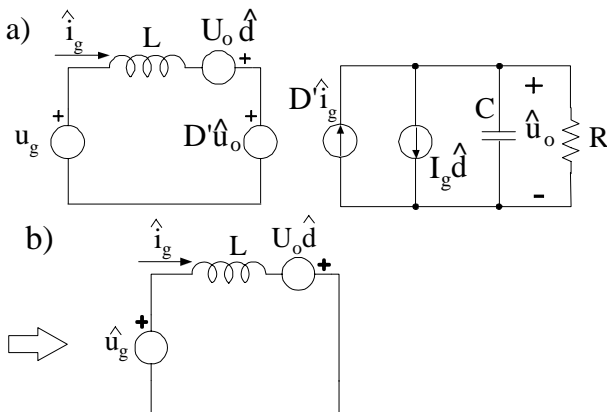 a)
î_g
L
U_o d̂
+
+
+
u_g
D'û_o
D'î_g
I_g d̂
C
+
û_o
-
R
b)
î_g
L
U_o d̂
+
+
û_g